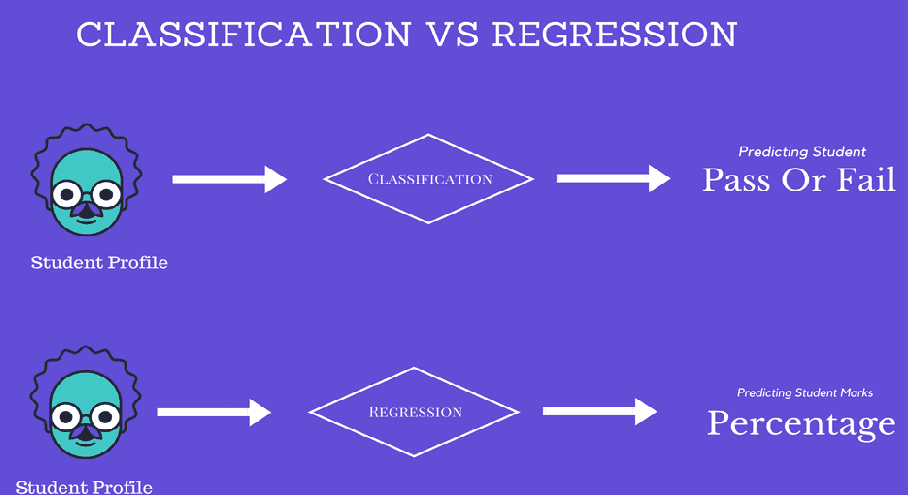 CLASSIFICATION VS REGRESSION
Student Profile
CLASSIFICATION
Predicting Student
Pass Or Fail
Student Profile
REGRESSION
Predicting Student Marks
Percentage